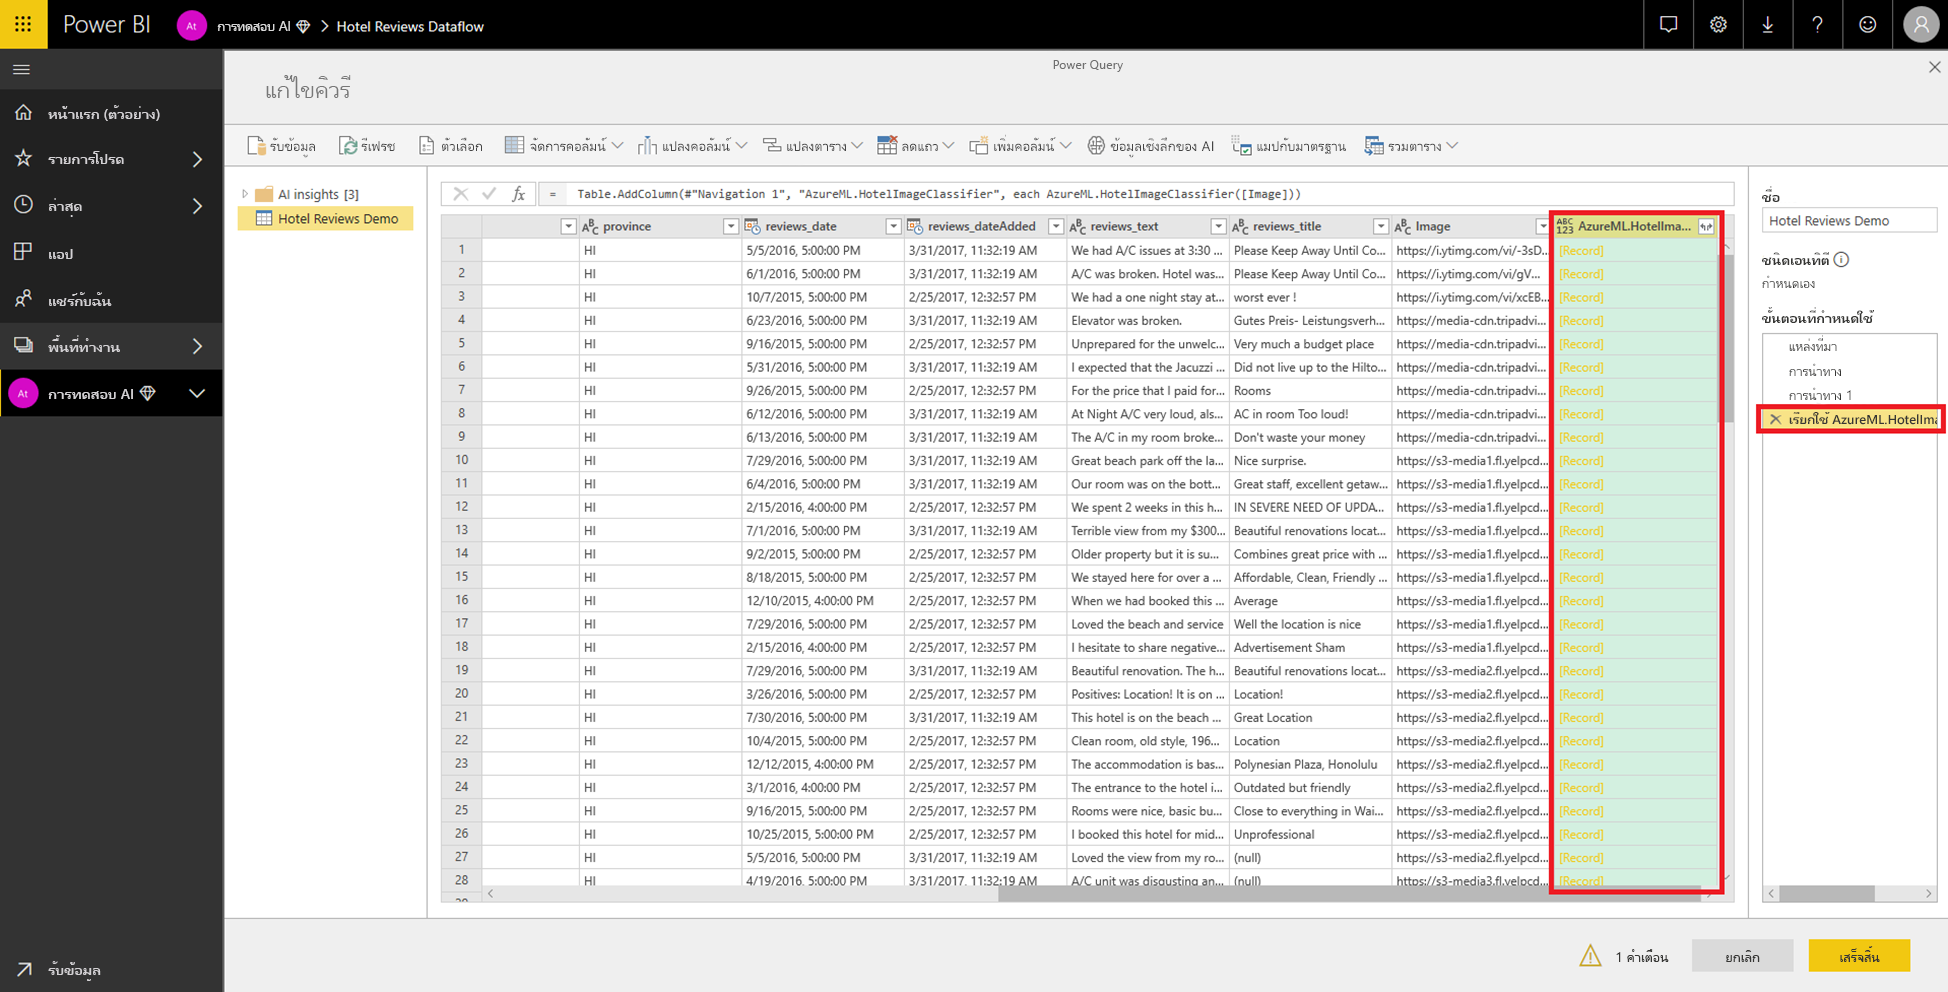 Power BI
At
การทดสอบ AI
Hotel Reviews Dataflow
Power Query
แก้ไขคิวรี
รับข้อมูล
รีเฟรช
ตัวเลือก
จัดการคอลัมน์
แปลงคอลัมน์
แปลงตาราง
ลดแถว
เพิ่มคอลัมน์
ข้อมูลเชิงลึกของ AI
แมปกับมาตรฐาน
รวมตาราง
หน้าแรก (ตัวอย่าง)
รายการโปรด
ล่าสุด
แอป
แชร์กับฉัน
พื้นที่ทำงาน
At
การทดสอบ AI
รับข้อมูล
AI insights [3]
Hotel Reviews Demo
fx
= Table.AddColumn(#"Navigation 1", "AzureML.HotelImageClassifier", each AzureML.HotelImageClassifier([Image]))
province reviews_date reviews_dateAdded reviews_text reviews_title Image AzureML.HotelIma...
1 HI 5/5/2016, 5:00:00 PM 3/31/2017, 11:32:19 AM We had A/C issues at 3:30 ... Please Keep Away Until Co... https://i.ytimg.com/vi/-3sD... [Record]
2 HI 6/1/2016, 5:00:00 PM 3/31/2017, 11:32:19 AM A/C was broken. Hotel was... Please Keep Away Until Co... https://i.ytimg.com/vi/gV... [Record]
3 HI 10/7/2015, 5:00:00 PM 2/25/2017, 12:32:57 PM We had a one night stay at... worst ever ! https://i.ytimg.com/vi/xcEB... [Record]
4 HI 6/23/2016, 5:00:00 PM 3/31/2017, 11:32:19 AM Elevator was broken. Gutes Preis- Leistungsverh... https://media-cdn.tripadvi... [Record]
5 HI 9/16/2015, 5:00:00 PM 2/25/2017, 12:32:57 PM Unprepared for the unwelc... Very much a budget place https://media-cdn.tripadvi... [Record]
6 HI 5/31/2016, 5:00:00 PM 3/31/2017, 11:32:19 AM I expected that the Jacuzzi ... Did not live up to the Hilto... https://media-cdn.tripadvi... [Record]
7 HI 9/26/2015, 5:00:00 PM 2/25/2017, 12:32:57 PM For the price that I paid for... Rooms https://media-cdn.tripadvi... [Record]
8 HI 6/12/2016, 5:00:00 PM 3/31/2017, 11:32:19 AM At Night A/C very loud, als... AC in room Too loud! https://media-cdn.tripadvi... [Record]
9 HI 6/13/2016, 5:00:00 PM 3/31/2017, 11:32:19 AM The A/C in my room broke... Don't waste your money https://media-cdn.tripadvi... [Record]
10 HI 7/29/2016, 5:00:00 PM 3/31/2017, 11:32:19 AM Great beach park off the la... Nice surprise. https://s3-media1.fl.yelpcd... [Record]
11 HI 6/4/2016, 5:00:00 PM 3/31/2017, 11:32:19 AM Our room was on the bott... Great staff, excellent getaw... https://s3-media1.fl.yelpcd... [Record]
12 HI 2/15/2016, 4:00:00 PM 2/25/2017, 12:32:57 PM We spent 2 weeks in this h... IN SEVERE NEED OF UPDA... https://s3-media1.fl.yelpcd... [Record]
13 HI 7/1/2016, 5:00:00 PM 3/31/2017, 11:32:19 AM Terrible view from my $300... Beautiful renovations locat... https://s3-media1.fl.yelpcd... [Record]
14 HI 9/2/2015, 5:00:00 PM 2/25/2017, 12:32:57 PM Older property but it is su... Combines great price with ... https://s3-media1.fl.yelpcd... [Record]
15 HI 8/18/2015, 5:00:00 PM 2/25/2017, 12:32:57 PM We stayed here for over a ... Affordable, Clean, Friendly ... https://s3-media1.fl.yelpcd... [Record]
16 HI 12/10/2015, 4:00:00 PM 2/25/2017, 12:32:57 PM When we had booked this ... Average https://s3-media1.fl.yelpcd... [Record]
17 HI 7/29/2016, 5:00:00 PM 2/25/2017, 12:32:57 PM Loved the beach and service Well the location is nice https://s3-media1.fl.yelpcd... [Record]
18 HI 2/15/2016, 4:00:00 PM 2/25/2017, 12:32:57 PM I hesitate to share negative... Advertisement Sham https://s3-media1.fl.yelpcd... [Record]
19 HI 7/29/2016, 5:00:00 PM 3/31/2017, 11:32:19 AM Beautiful renovation. The h... Beautiful renovations locat... https://s3-media2.fl.yelpcd... [Record]
20 HI 3/26/2016, 5:00:00 PM 2/25/2017, 12:32:57 PM Positives: Location! It is on ... Location! https://s3-media2.fl.yelpcd... [Record]
21 HI 7/30/2016, 5:00:00 PM 3/31/2017, 11:32:19 AM This hotel is on the beach ... Great Location https://s3-media2.fl.yelpcd... [Record]
22 HI 10/4/2015, 5:00:00 PM 2/25/2017, 12:32:57 PM Clean room, old style, 196... Location https://s3-media2.fl.yelpcd... [Record]
23 HI 12/12/2015, 4:00:00 PM 2/25/2017, 12:32:57 PM The accommodation is bas... Polynesian Plaza, Honolulu https://s3-media2.fl.yelpcd... [Record]
24 HI 3/1/2016, 4:00:00 PM 2/25/2017, 12:32:57 PM The entrance to the hotel i... Outdated but friendly https://s3-media2.fl.yelpcd... [Record]
25 HI 9/16/2015, 5:00:00 PM 2/25/2017, 12:32:57 PM Rooms were nice, basic bu... Close to everything in Wai... https://s3-media2.fl.yelpcd... [Record]
26 HI 10/25/2015, 5:00:00 PM 2/25/2017, 12:32:57 PM I booked this hotel for mid... Unprofessional https://s3-media2.fl.yelpcd... [Record]
27 HI 5/5/2016, 5:00:00 PM 3/31/2017, 11:32:19 AM Loved the view from my ro... (null) https://s3-media2.fl.yelpcd... [Record]
28 HI 4/19/2016, 5:00:00 PM 3/31/2017, 11:32:19 AM A/C unit was disgusting an... (null) https://s3-media3.fl.yelpcd... [Record]
ชื่อ
Hotel Reviews Demo
ชนิดเอนทิตี
กำหนดเอง
ขั้นตอนที่กำหนดใช้
แหล่งที่มา
การนำทาง
การนำทาง 1
เรียกใช้ AzureML.HotelIma
1 คำเตือน
ยกเลิก
เสร็จสิ้น